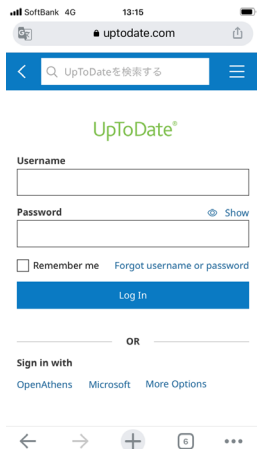 SoftBank 4G 13:15
uptodate.com
UpToDateを検索する
UpToDate®
Username
Password Show
Remember me Forgot username or password
Log In
OR
Sign in with
OpenAthens Microsoft More Options
6